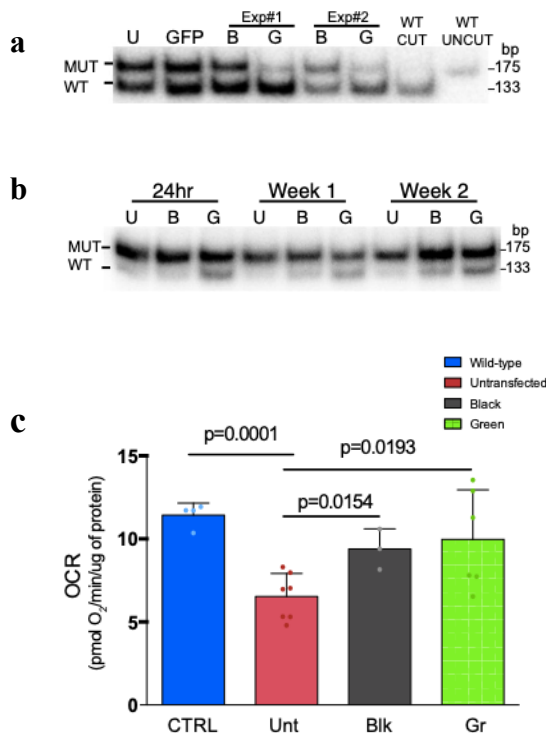 a
Exp#1 Exp#2
U GFP B G B G WT CUT WT UNCUT
bp
MUT -175
WT -133
b
24hr Week 1 Week 2
U B G U B G U B G
bp
MUT -175
WT -133
Wild-type
Untransfected
Black
Green
c
p=0.0001
p=0.0193
p=0.0154
OCR
(pmol O2/min/ug of protein)
15
10
5
0
CTRL Unt Blk Gr